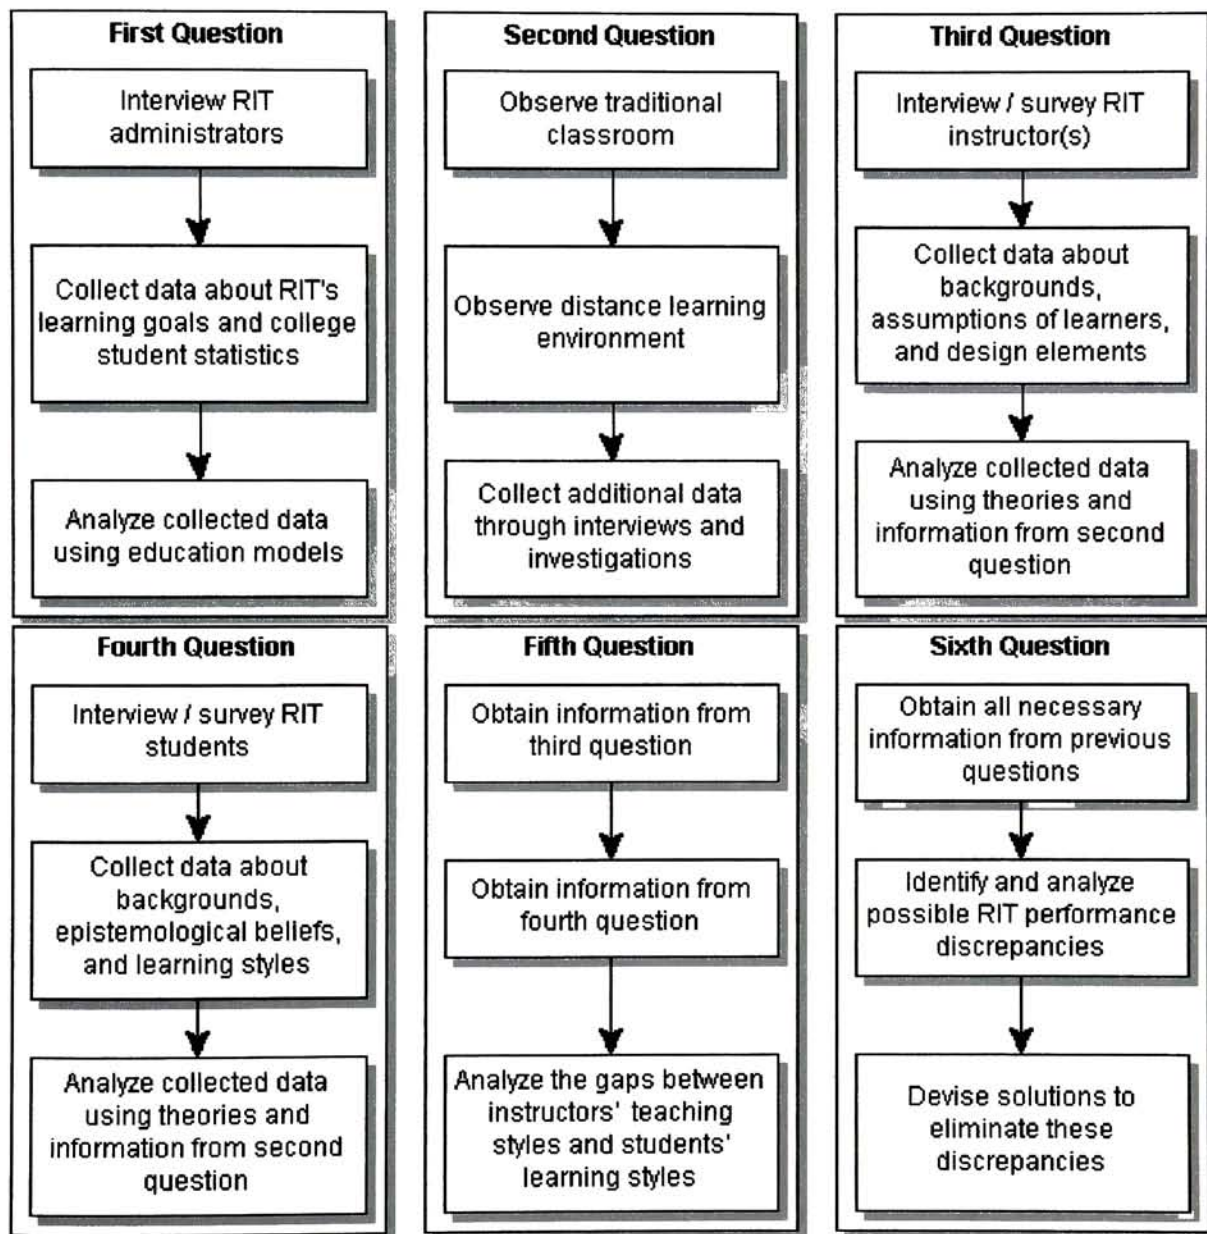 First Question
Interview RIT
administrators
Collect data about RIT's
learning goals and college
student statistics
Analyze collected data
using education models
Second Question
Observe traditional
classroom
Observe distance learning
environment
Collect additional data
through interviews and
investigations
Third Question
Interview / survey RIT
instructor(s)
Collect data about
backgrounds,
assumptions of learners,
and design elements
Analyze collected data
using theories and
information from second
question
Fourth Question
Interview / survey RIT
students
Collect data about
backgrounds,
epistemological beliefs,
and learning styles
Analyze collected data
using theories and
information from second
question
Fifth Question
Obtain information from
third question
Obtain information from
fourth question
Analyze the gaps between
instructors' teaching
styles and students'
learning styles
Sixth Question
Obtain all necessary
information from previous
questions
Identify and analyze
possible RIT performance
discrepancies
Devise solutions to
eliminate these
discrepancies